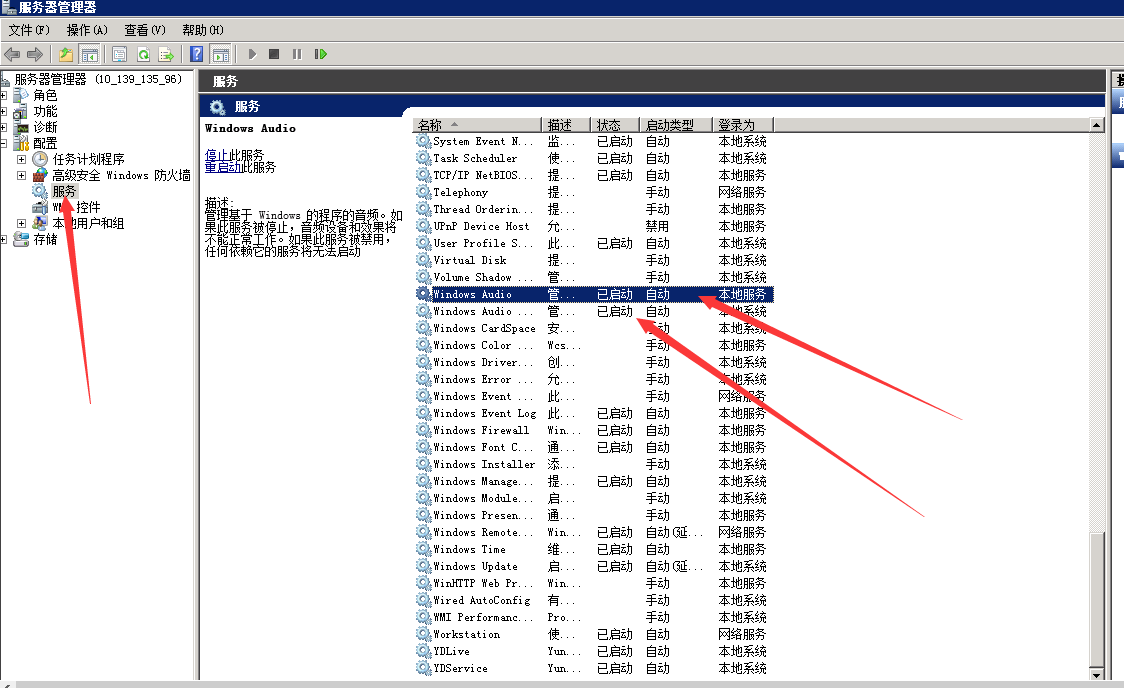 服务器管理器
文件(F) 操作(A) 查看(V) 帮助(H)
服务器管理器 (10_139_135_96)
角色
功能
诊断
配置
任务计划程序
高级安全 Windows 防火墙
服务
控件
本地用户和组
存储
服务
服务
Windows Audio
停止此服务
重启动此服务
描述:
管理基于 Windows 的程序的音频。如
果此服务被停止，音频设备和效果将
不能正常工作。如果此服务被禁用，
任何依赖它的服务将无法启动
名称 描述 状态 启动类型 登录为
System Event N... 监... 已启动 自动 本地系统
Task Scheduler 使... 已启动 自动 本地系统
TCP/IP NetBIOS... 提... 已启动 自动 本地服务
Telephony 提... 手动 网络服务
Thread Orderin... 提... 手动 本地服务
UPnP Device Host 允... 禁用 本地服务
User Profile S... 此... 已启动 自动 本地系统
Virtual Disk 提... 手动 本地系统
Volume Shadow ... 管... 手动 本地系统
Windows Audio 管... 已启动 自动 本地服务
Windows Audio ... 管... 已启动 自动 本地系统
Windows CardSpace 安... 手动 本地系统
Windows Color ... Wcs... 手动 本地服务
Windows Driver... 创... 手动 本地系统
Windows Error ... 允... 手动 本地系统
Windows Event ... 此... 手动 网络服务
Windows Event Log 此... 已启动 自动 本地服务
Windows Firewall Win... 已启动 自动 本地服务
Windows Font C... 通... 已启动 自动 本地服务
Windows Installer 添... 手动 本地系统
Windows Manage... 提... 已启动 自动 本地系统
Windows Module... 启... 手动 本地系统
Windows Presen... 通... 手动 本地服务
Windows Remote... Win... 已启动 自动(延... 网络服务
Windows Time 维... 已启动 自动 本地服务
Windows Update 启... 已启动 自动(延... 本地系统
WinHTTP Web Pr... Win... 手动 本地服务
Wired AutoConfig 有... 手动 本地系统
WMI Performanc... Pro... 手动 本地系统
Workstation 使... 已启动 自动 网络服务
YDLive Yun... 已启动 自动 本地系统
YDService Yun... 已启动 自动 本地系统